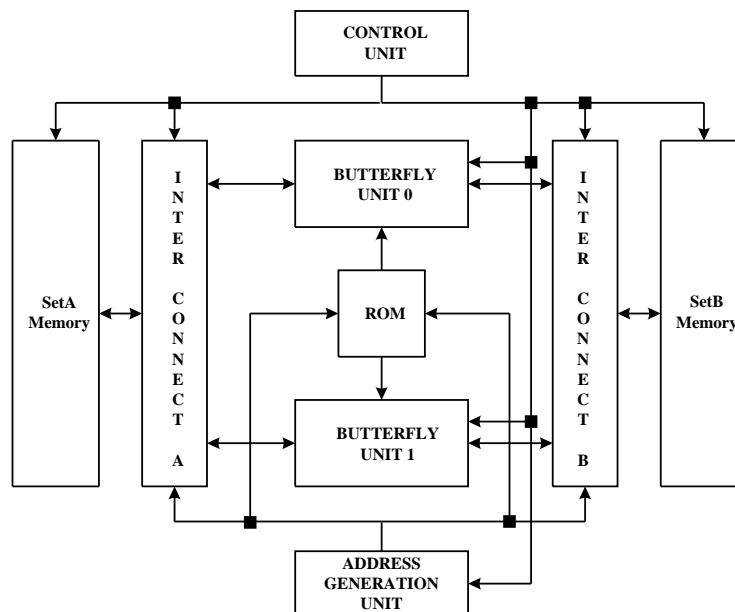 CONTROL
UNIT
I
N
T
E
R
C
O
N
N
E
C
T
A
BUTTERFLY
UNIT 0
I
N
T
E
R
C
O
N
N
E
C
T
B
SetA
Memory
ROM
SetB
Memory
BUTTERFLY
UNIT 1
ADDRESS
GENERATION
UNIT